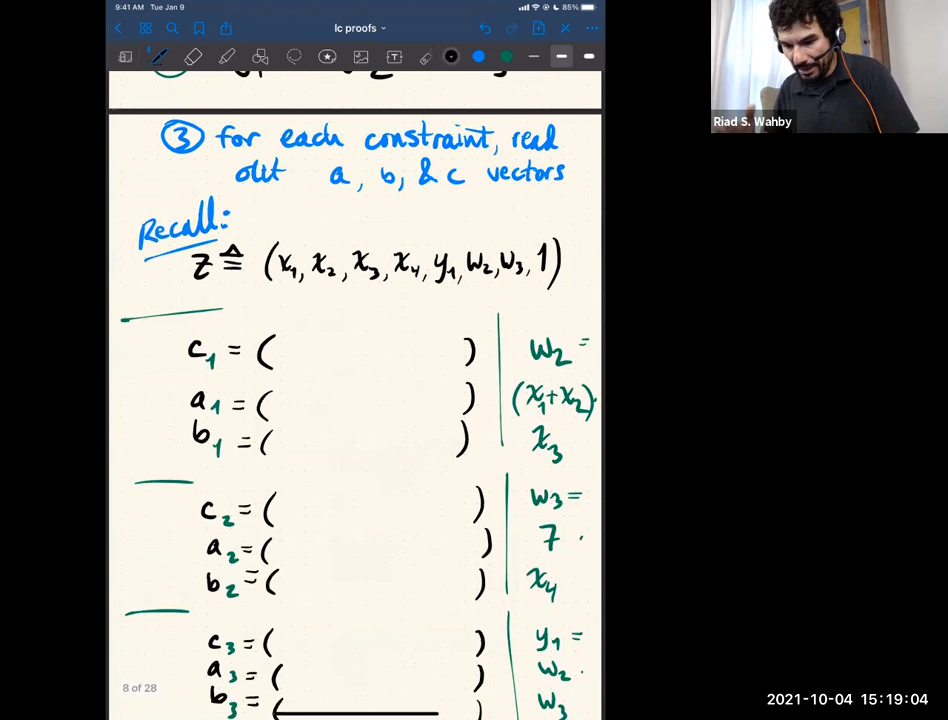 9:41 AM Tue Jan 9
85%
lc proofs
③ for each constraint, read
out a, b, & c vectors
Recall:
z ≜ (x₁, x₂, x₃, x₄, y₁, w₂, w₃, 1)
c₁ = ( ) w₂ =
a₁ = ( ) (x₁+x₂)·
b₁ = ( ) x₃
c₂ = ( ) w₃ =
a₂ = ( ) 7 ·
b₂ = ( ) x₄
c₃ = ( ) y₁ =
a₃ = ( ) w₂ ·
b₃ = ( w₃
8 of 28
Riad S. Wahby
2021-10-04 15:19:04